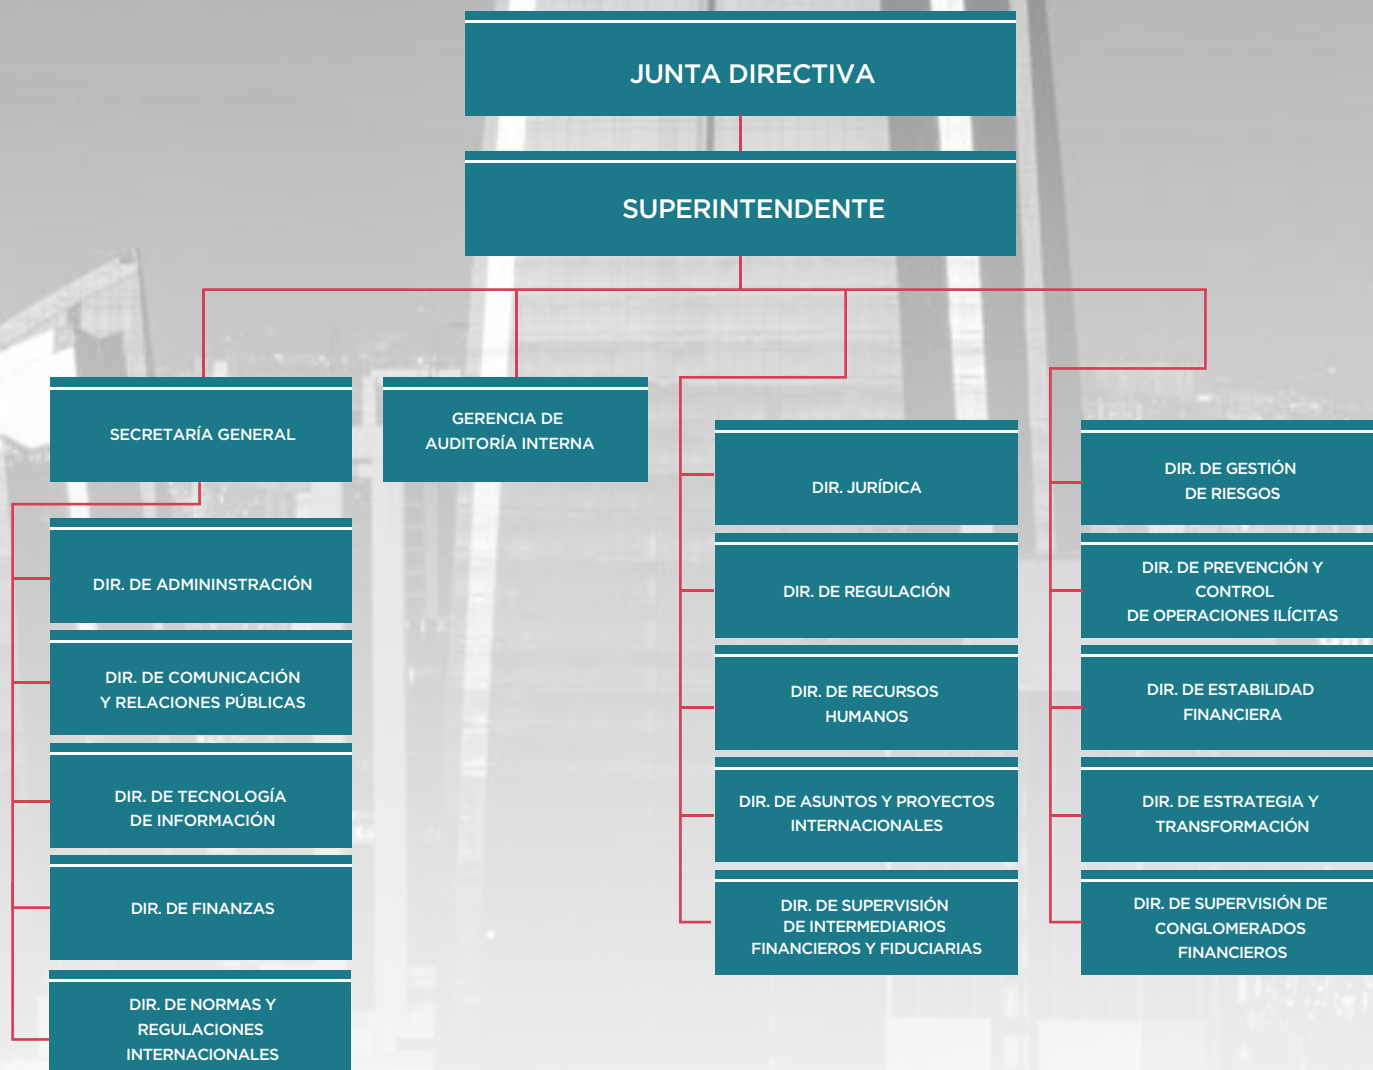 JUNTA DIRECTIVA
SUPERINTENDENTE
SECRETARÍA GENERAL
GERENCIA DE
AUDITORÍA INTERNA
DIR. DE ADMININSTRACIÓN
DIR. DE COMUNICACIÓN
Y RELACIONES PÚBLICAS
DIR. DE TECNOLOGÍA
DE INFORMACIÓN
DIR. DE FINANZAS
DIR. DE NORMAS Y
REGULACIONES
INTERNACIONALES
DIR. JURÍDICA
DIR. DE REGULACIÓN
DIR. DE RECURSOS
HUMANOS
DIR. DE ASUNTOS Y PROYECTOS
INTERNACIONALES
DIR. DE SUPERVISIÓN
DE INTERMEDIARIOS
FINANCIEROS Y FIDUCIARIAS
DIR. DE GESTIÓN
DE RIESGOS
DIR. DE PREVENCIÓN Y
CONTROL
DE OPERACIONES ILÍCITAS
DIR. DE ESTABILIDAD
FINANCIERA
DIR. DE ESTRATEGIA Y
TRANSFORMACIÓN
DIR. DE SUPERVISIÓN DE
CONGLOMERADOS
FINANCIEROS